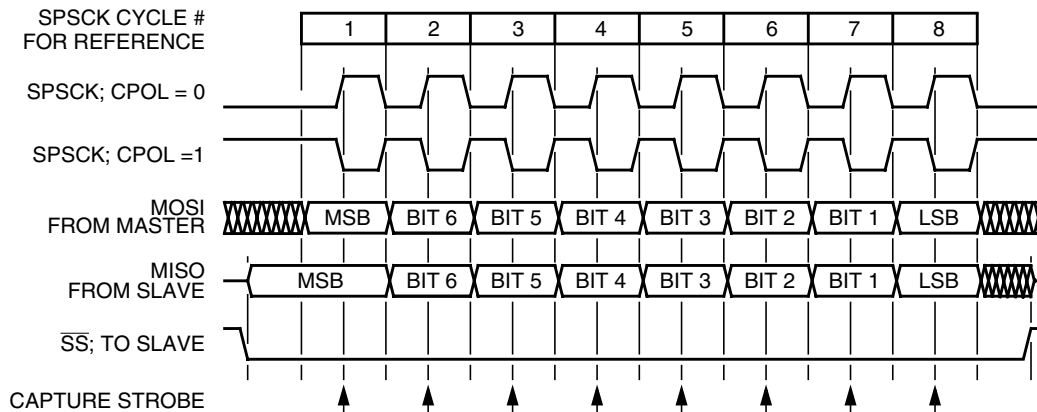 SPSCK CYCLE #
FOR REFERENCE
1 2 3 4 5 6 7 8
SPSCK; CPOL = 0
SPSCK; CPOL =1
MOSI
FROM MASTER
MSB BIT 6 BIT 5 BIT 4 BIT 3 BIT 2 BIT 1 LSB
MISO
FROM SLAVE
MSB BIT 6 BIT 5 BIT 4 BIT 3 BIT 2 BIT 1 LSB
S̅S̅; TO SLAVE
CAPTURE STROBE